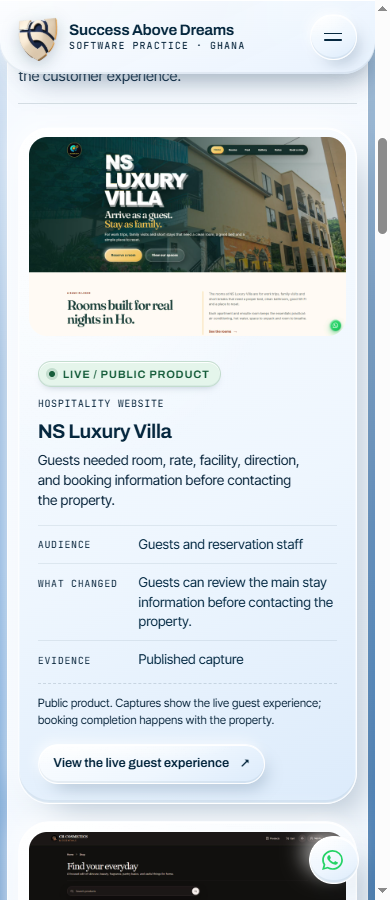 Success Above Dreams
SOFTWARE PRACTICE · GHANA
the customer experience.
NS
LUXURY
VILLA
Arrive as a guest.
Stay as family.
Rooms built for real
nights in Ho.
LIVE / PUBLIC PRODUCT
HOSPITALITY WEBSITE
NS Luxury Villa
Guests needed room, rate, facility, direction,
and booking information before contacting
the property.
AUDIENCE
Guests and reservation staff
WHAT CHANGED
Guests can review the main stay
information before contacting the
property.
EVIDENCE
Published capture
Public product. Captures show the live guest experience;
booking completion happens with the property.
View the live guest experience ↗
Find your everyday